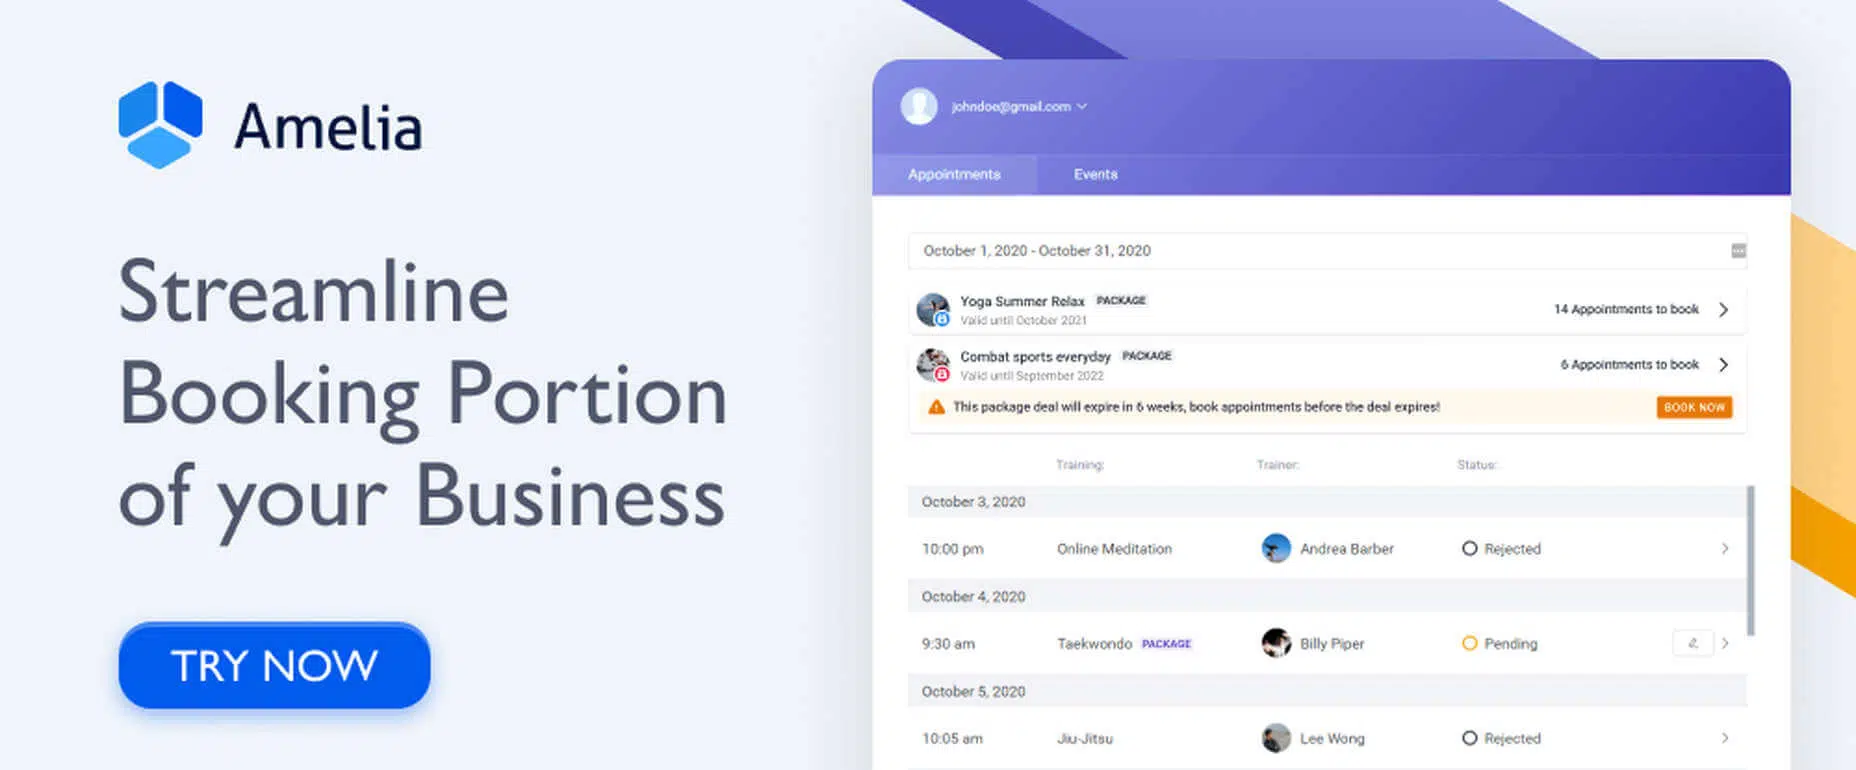 Amelia
Streamline
Booking Portion
of your Business
TRY NOW
johndoe@gmail.com
Appointments Events
October 1, 2020 - October 31, 2020
Yoga Summer Relax PACKAGE
Valid until October 2021
14 Appointments to book
Combat sports everyday PACKAGE
Valid until September 2022
6 Appointments to book
This package deal will expire in 6 weeks, book appointments before the deal expires!
BOOK NOW
Training: Trainer: Status:
October 3, 2020
10:00 pm Online Meditation Andrea Barber Rejected
October 4, 2020
9:30 am Taekwondo PACKAGE Billy Piper Pending
October 5, 2020
10:05 am Jiu-Jitsu Lee Wong Rejected